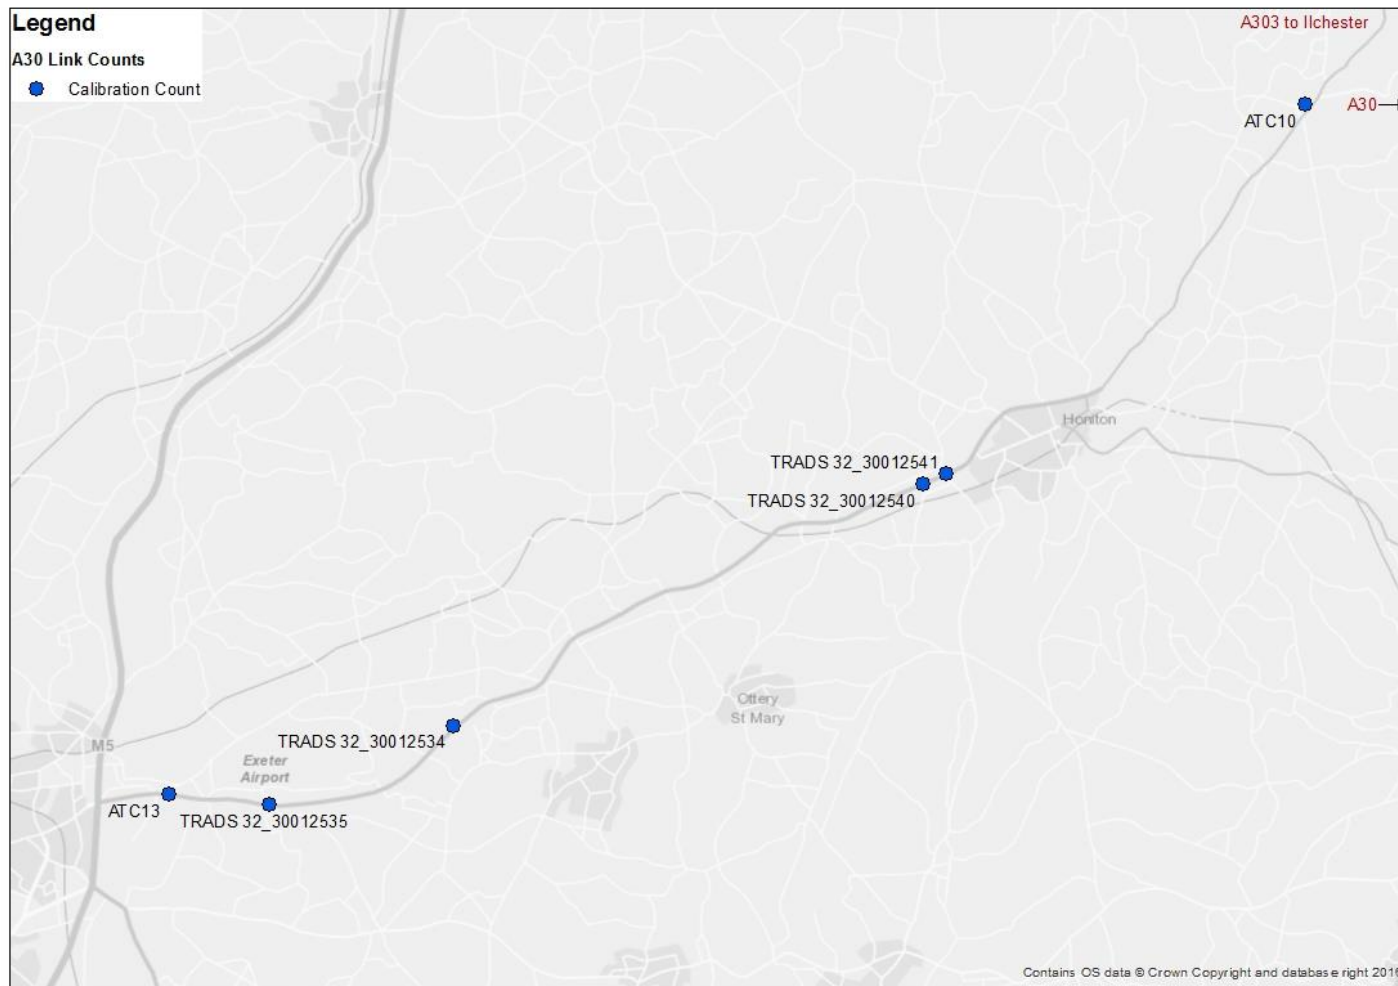 Legend
A30 Link Counts
Calibration Count
A303 to Ilchester
A30
ATC10
Honiton
TRADS 32_30012541
TRADS 32_30012540
Ottery
St Mary
M5
TRADS 32_30012534
Exeter
Airport
ATC13
TRADS 32_30012535
Contains OS data © Crown Copyright and database right 2016